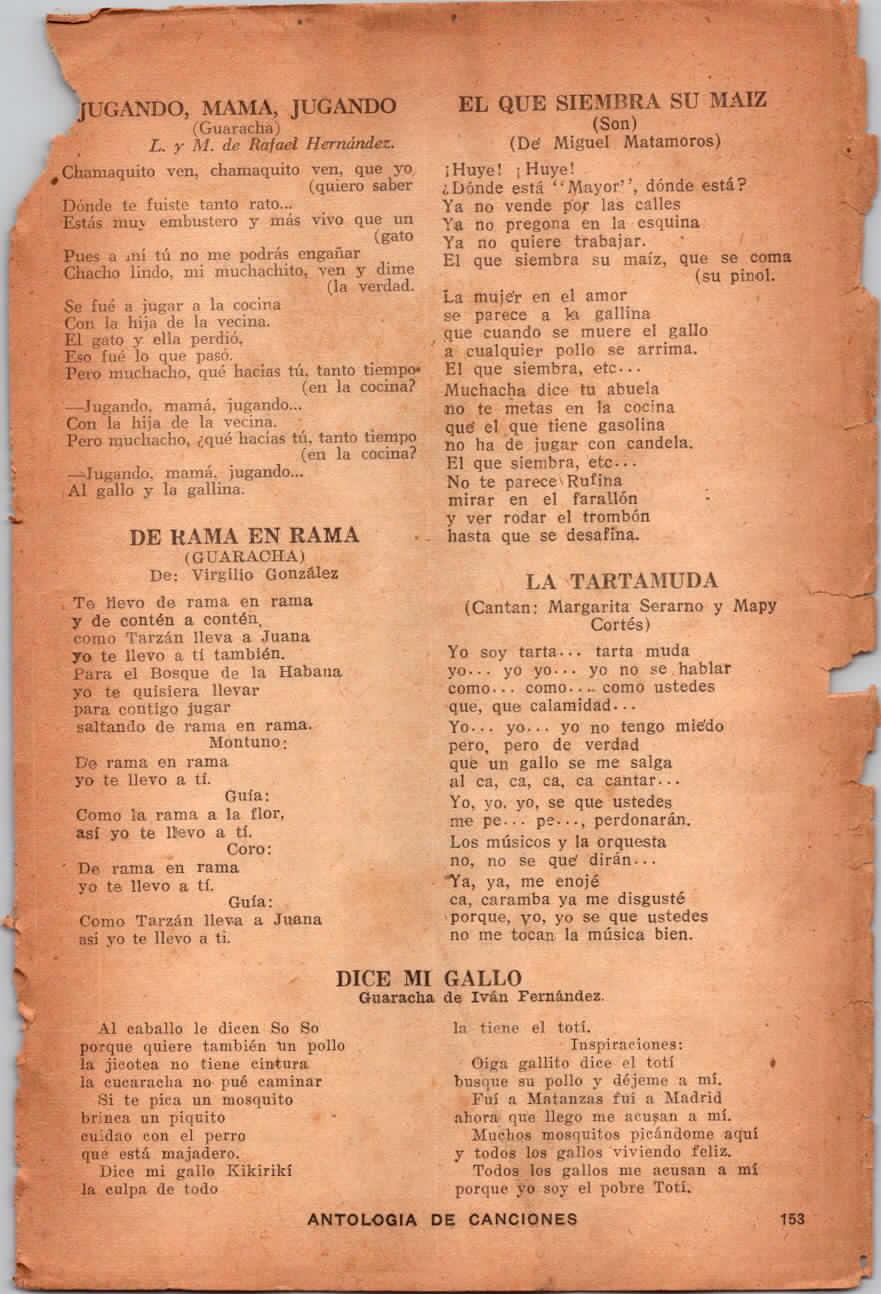 JUGANDO, MAMA, JUGANDO
(Guaracha)
L. y M. de Rafael Hernández.
Chamaquito ven, chamaquito ven, que yo
(quiero saber
Dónde te fuiste tanto rato...
Estás muy embustero y más vivo que un
(gato
Pues a mí tú no me podrás engañar
Chacho lindo, mi muchachito, ven y dime
(la verdad.
Se fué a jugar a la cocina
Con la hija de la vecina.
El gato y ella perdió,
Eso fué lo que pasó.
Pero muchacho, qué hacias tú, tanto tiempo
(en la cocina?
—Jugando, mamá, jugando...
Con la hija de la vecina.
Pero muchacho, ¿qué hacías tú, tanto tiempo
(en la cocina?
—Jugando, mamá, jugando...
Al gallo y la gallina.
DE RAMA EN RAMA
(GUARACHA)
De: Virgilio González
Te llevo de rama en rama
y de contén a contén,
como Tarzán lleva a Juana
yo te llevo a tí también.
Para el Bosque de la Habana
yo te quisiera llevar
para contigo jugar
saltando de rama en rama.
Montuno:
De rama en rama
yo te llevo a tí.
Guía:
Como la rama a la flor,
así yo te llevo a tí.
Coro:
De rama en rama
yo te llevo a tí.
Guía:
Como Tarzán lleva a Juana
asi yo te llevo a ti.
EL QUE SIEMBRA SU MAIZ
(Son)
(De Miguel Matamoros)
¡Huye! ¡Huye!
¿Dónde está "Mayor", dónde está?
Ya no vende por las calles
Ya no pregona en la esquina
Ya no quiere trabajar.
El que siembra su maíz, que se coma
(su pinol.
La mujer en el amor
se parece a la gallina
que cuando se muere el gallo
a cualquier pollo se arrima.
El que siembra, etc...
Muchacha dice tu abuela
no te metas en la cocina
que el que tiene gasolina
no ha de jugar con candela.
El que siembra, etc...
No te parece Rufina
mirar en el farallón
y ver rodar el trombón
hasta que se desafina.
LA TARTAMUDA
(Cantan: Margarita Serarno y Mapy
Cortés)
Yo soy tarta... tarta muda
yo... yo yo... yo no se hablar
como... como... como ustedes
que, que calamidad...
Yo... yo... yo no tengo miedo
pero, pero de verdad
que un gallo se me salga
al ca, ca, ca, ca cantar...
Yo, yo, yo, se que ustedes
me pe... pe..., perdonarán.
Los músicos y la orquesta
no, no se que dirán...
Ya, ya, me enojé
ca, caramba ya me disgusté
porque, yo, yo se que ustedes
no me tocan la música bien.
DICE MI GALLO
Guaracha de Iván Fernández.
Al caballo le dicen So So
porque quiere también un pollo
la jicotea no tiene cintura
la cucaracha no pué caminar
Si te pica un mosquito
brinca un piquito
cuidao con el perro
que está majadero.
Dice mi gallo Kikirikí
la culpa de todo
la tiene el totí.
Inspiraciones:
Oiga gallito dice el totí
busque su pollo y déjeme a mí.
Fuí a Matanzas fuí a Madrid
ahora que llego me acusan a mí.
Muchos mosquitos picándome aquí
y todos los gallos viviendo feliz.
Todos los gallos me acusan a mí
porque yo soy el pobre Totí.
ANTOLOGIA DE CANCIONES 153